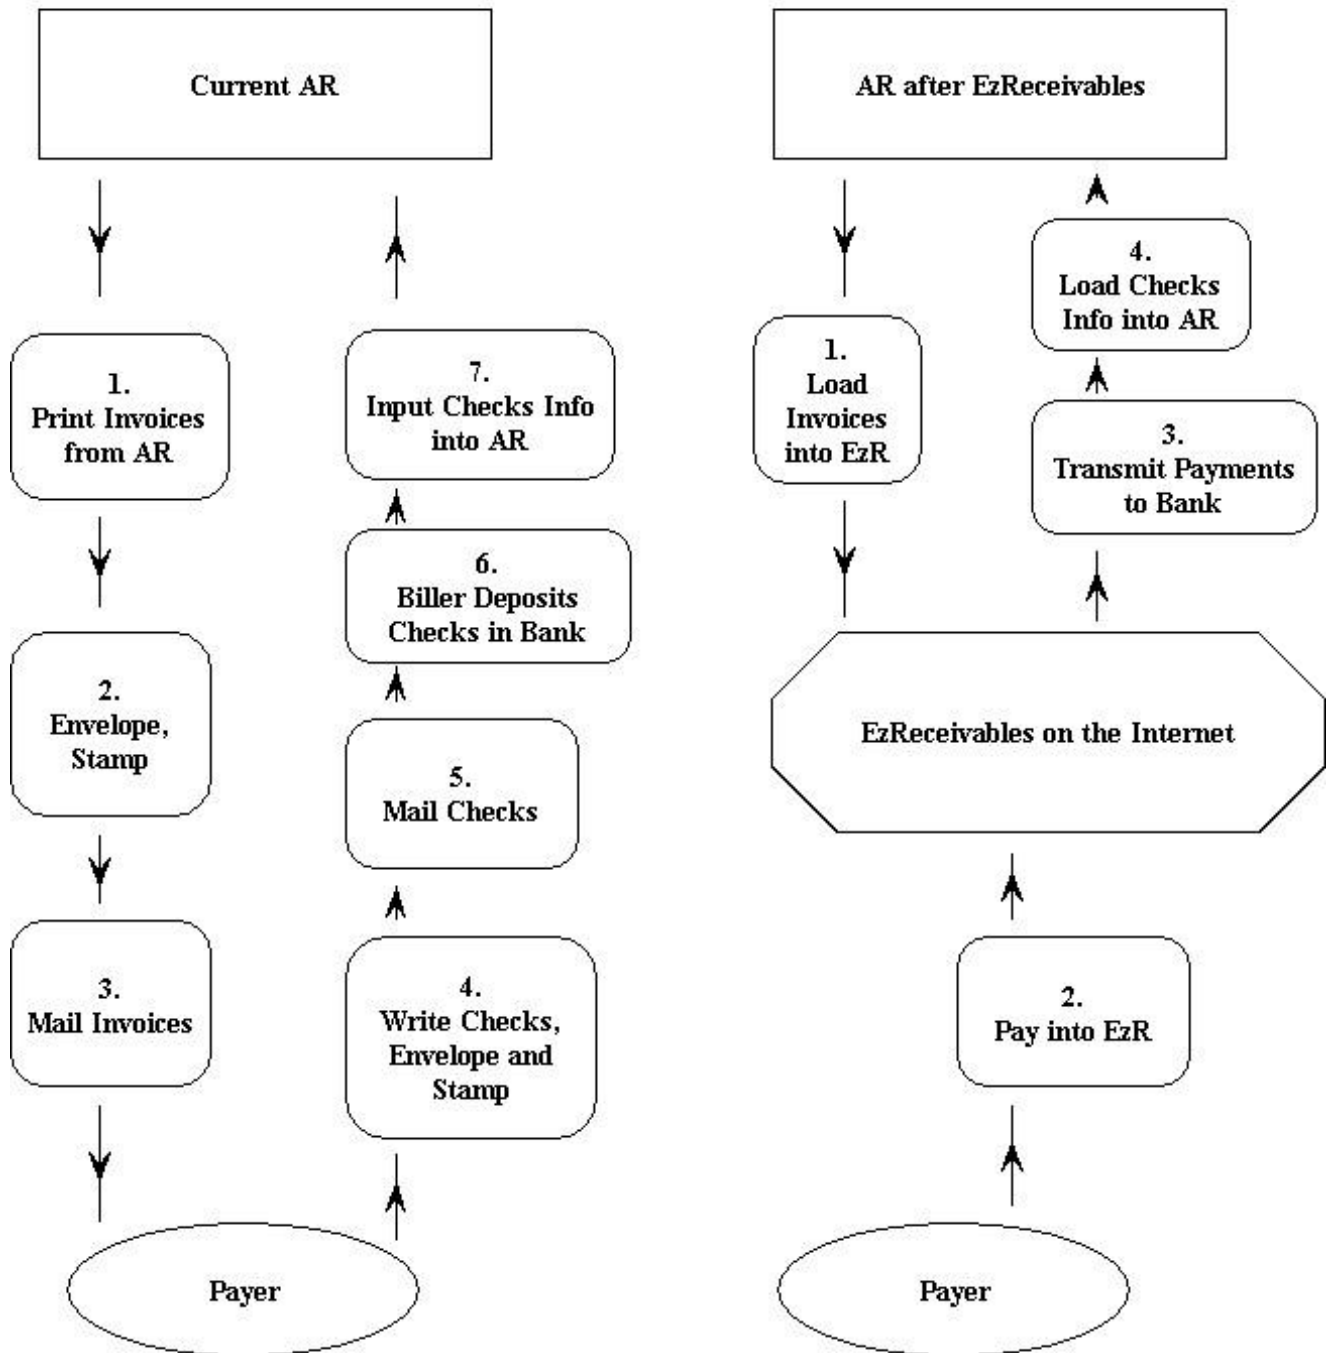 Current AR
1.
Print Invoices
from AR
2.
Envelope,
Stamp
3.
Mail Invoices
Payer
4.
Write Checks,
Envelope and
Stamp
5.
Mail Checks
6.
Biller Deposits
Checks in Bank
7.
Input Checks Info
into AR
AR after EzReceivables
1.
Load
Invoices
into EzR
EzReceivables on the Internet
Payer
2.
Pay into EzR
3.
Transmit Payments
to Bank
4.
Load Checks
Info into AR